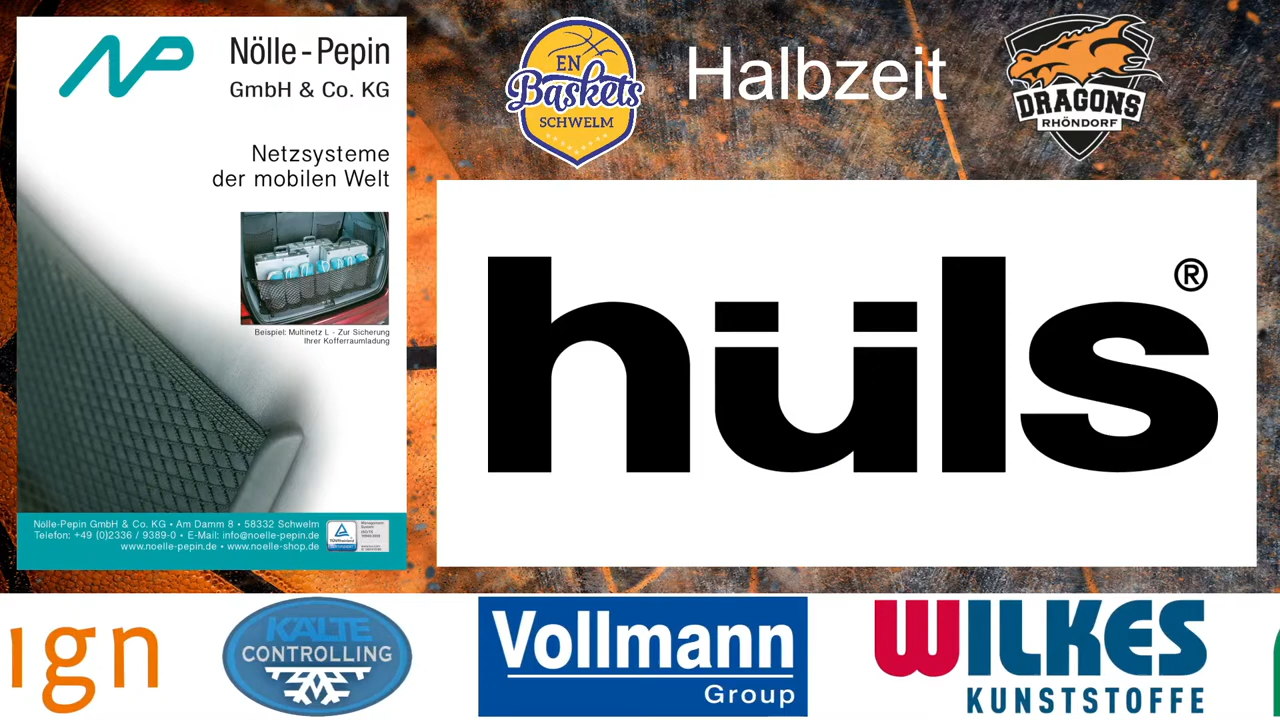 NP
Nölle-Pepin
GmbH & Co. KG
Netzsysteme
der mobilen Welt
Beispiel: Multinetz L - Zur Sicherung
Ihrer Kofferraumladung
Nölle-Pepin GmbH & Co. KG • Am Damm 8 • 58332 Schwelm
Telefon: +49 (0)2336 / 9389-0 • E-Mail: info@noelle-pepin.de
www.noelle-pepin.de • www.noelle-shop.de
EN
Baskets
SCHWELM
Halbzeit
DRAGONS
RHÖNDORF
hüls®
ign
KÄLTE
CONTROLLING
Vollmann
Group
WILKES
KUNSTSTOFFE